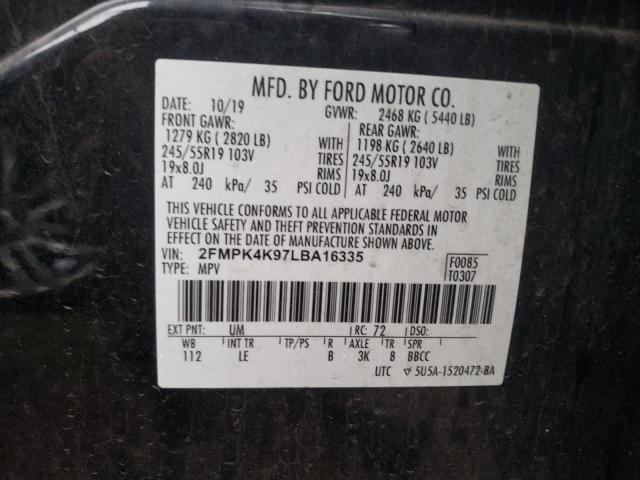 MFD. BY FORD MOTOR CO.
DATE: 10/19 GVWR: 2468 KG ( 5440 LB)
FRONT GAWR: REAR GAWR:
1279 KG ( 2820 LB) WITH 1198 KG ( 2640 LB) WITH
245/55R19 103V TIRES 245/55R19 103V TIRES
19x8.0J RIMS 19x8.0J RIMS
AT 240 kPa/ 35 PSI COLD AT 240 kPa/ 35 PSI COLD
THIS VEHICLE CONFORMS TO ALL APPLICABLE FEDERAL MOTOR
VEHICLE SAFETY AND THEFT PREVENTION STANDARDS IN
EFFECT ON THE DATE OF MANUFACTURE SHOWN ABOVE.
VIN: 2FMPK4K97LBA16335 F0085
TYPE: MPV T0307
EXT PNT: UM RC: 72 DSO:
WB INT TR TP/PS R AXLE TR SPR
112 LE B 3K 8 BBCC
UTC 5U5A-1520472-BA